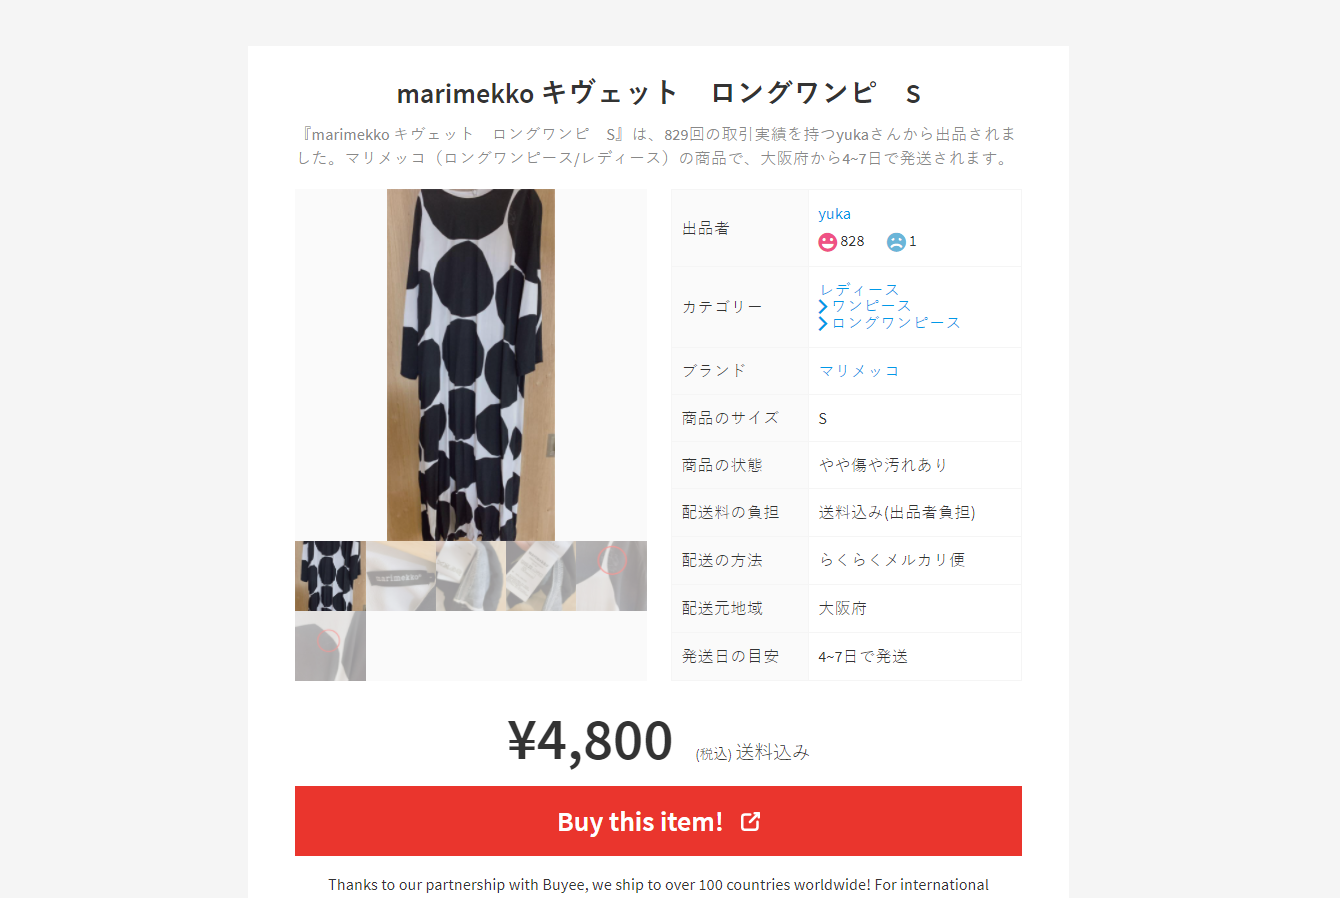 marimekko キヴェット　ロングワンピ　S
『marimekko キヴェット　ロングワンピ　S』は、829回の取引実績を持つyukaさんから出品されま
した。マリメッコ（ロングワンピース/レディース）の商品で、大阪府から4~7日で発送されます。
出品者
yuka
828 1
カテゴリー
レディース
ワンピース
ロングワンピース
ブランド マリメッコ
商品のサイズ S
商品の状態 やや傷や汚れあり
配送料の負担 送料込み(出品者負担)
配送の方法 らくらくメルカリ便
配送元地域 大阪府
発送日の目安 4~7日で発送
marimekko
¥4,800 (税込) 送料込み
Buy this item!
Thanks to our partnership with Buyee, we ship to over 100 countries worldwide! For international